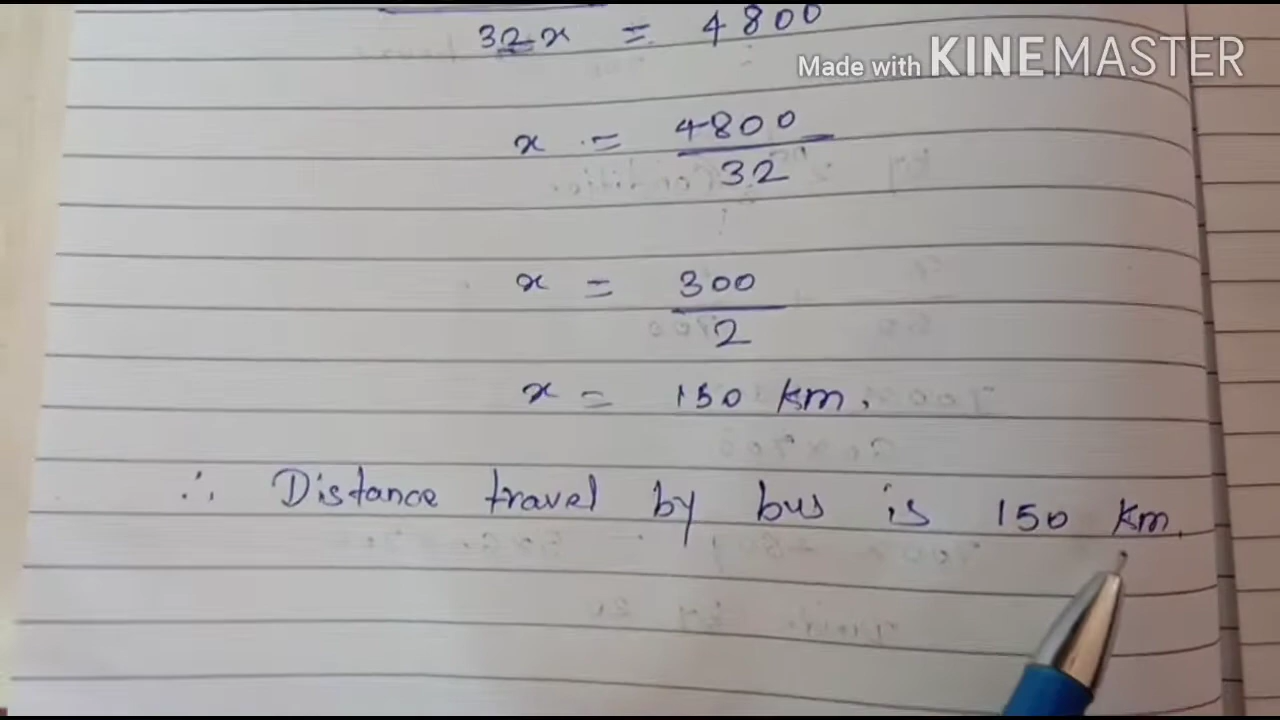 32x = 4800
Made with KINEMASTER
x = 4800
32
x = 300
2
x = 150 km.
∴ Distance travel by bus is 150 km.